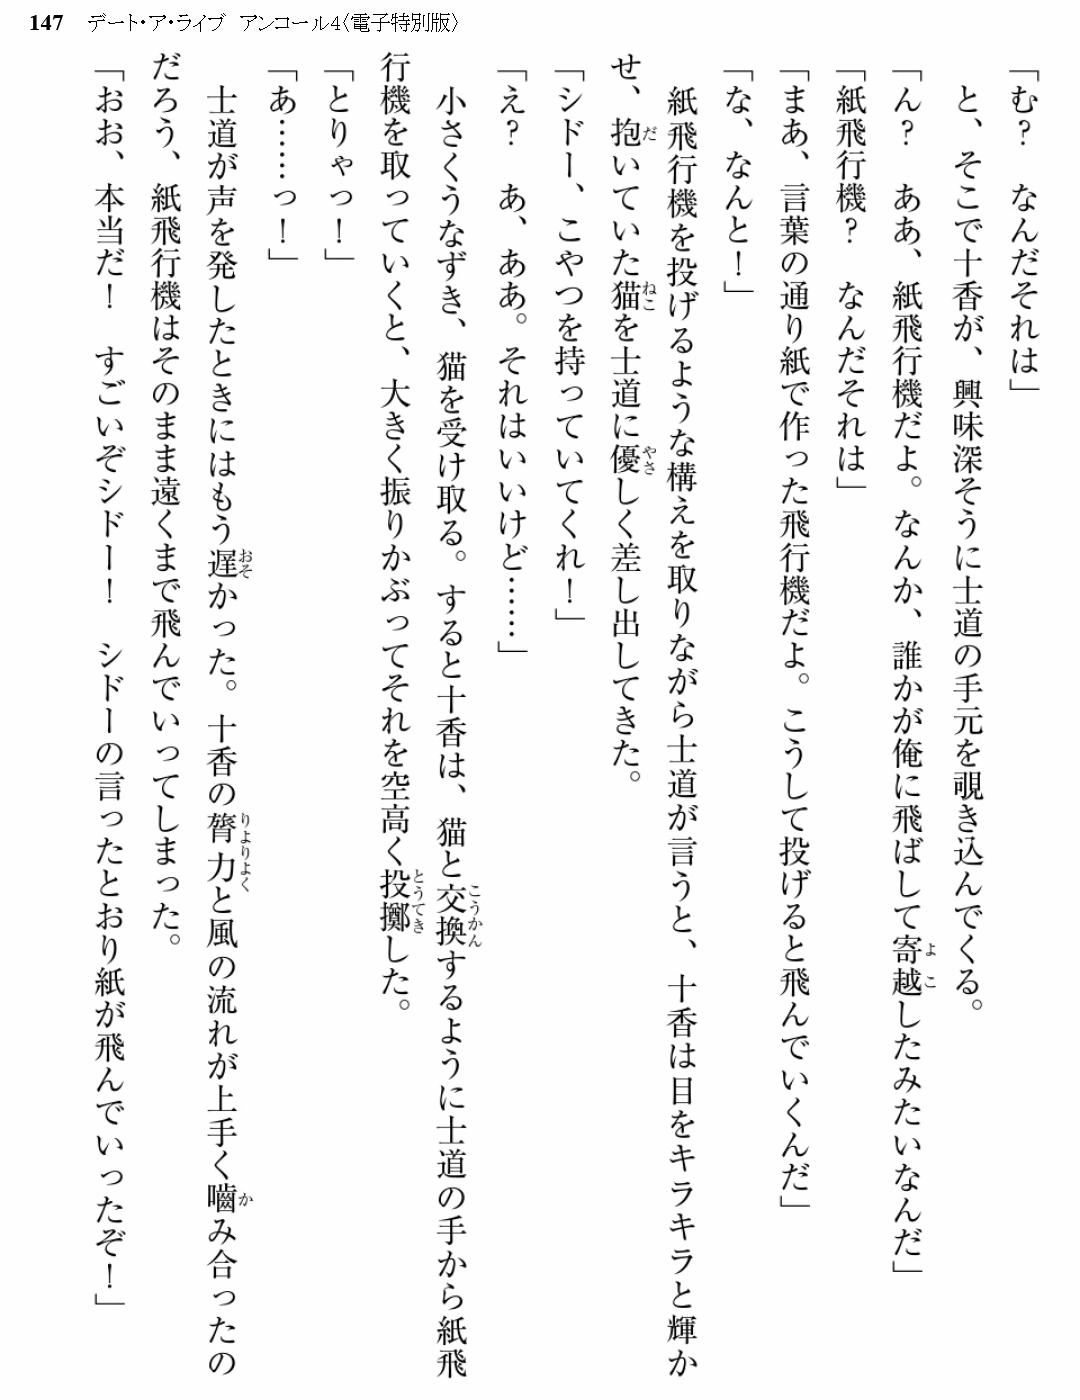 147 デート・ア・ライブ アンコール4〈電子特別版〉
「む？　なんだそれは」
　と、そこで十香が、興味深そうに士道の手元を覗き込んでくる。
「ん？　ああ、紙飛行機だよ。なんか、誰かが俺に飛ばして寄越したみたいなんだ」
「紙飛行機？　なんだそれは」
「まあ、言葉の通り紙で作った飛行機だよ。こうして投げると飛んでいくんだ」
「な、なんと！」
　紙飛行機を投げるような構えを取りながら士道が言うと、十香は目をキラキラと輝か
せ、抱いていた猫を士道に優しく差し出してきた。
「シドー、こやつを持っていてくれ！」
「え？　あ、ああ。それはいいけど……」
　小さくうなずき、猫を受け取る。すると十香は、猫と交換するように士道の手から紙飛
行機を取っていくと、大きく振りかぶってそれを空高く投擲した。
「とりゃっ！」
「あ……っ！」
　士道が声を発したときにはもう遅かった。十香の膂力と風の流れが上手く嚙み合ったの
だろう、紙飛行機はそのまま遠くまで飛んでいってしまった。
「おお、本当だ！　すごいぞシドー！　シドーの言ったとおり紙が飛んでいったぞ！」